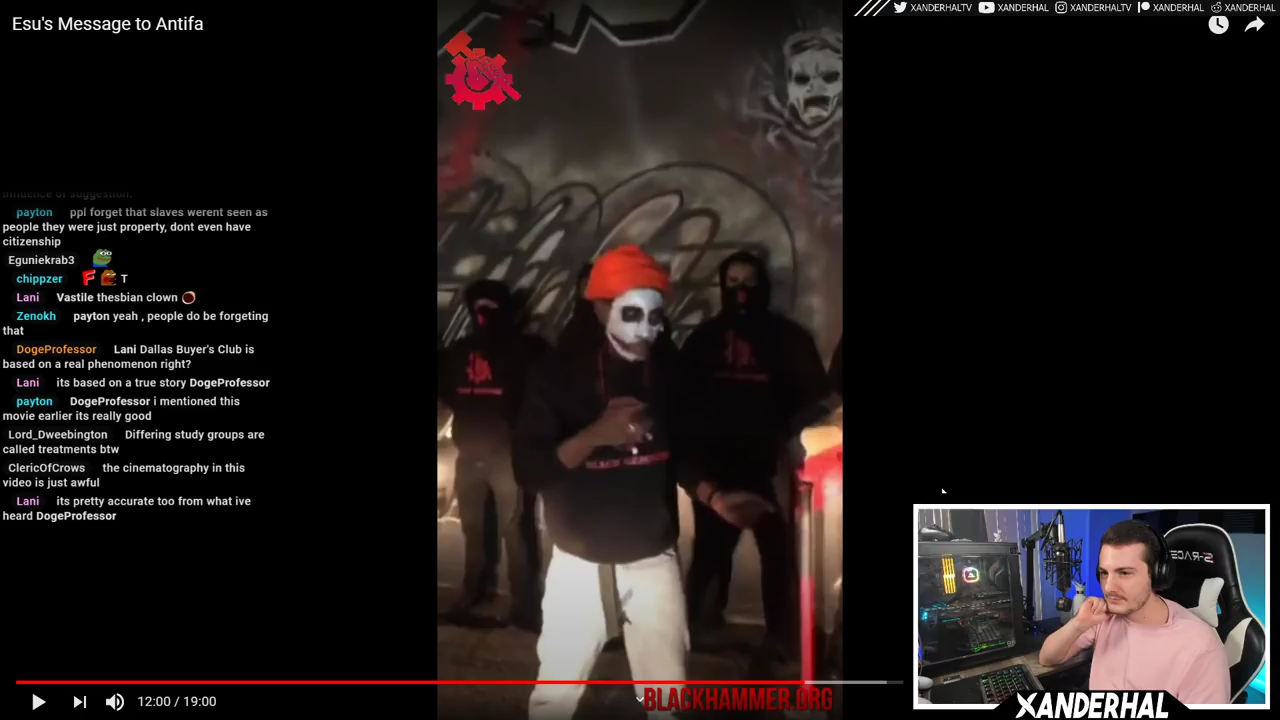 Esu's Message to Antifa
XANDERHALTV XANDERHAL XANDERHALTV XANDERHAL XANDERHAL
influence of suggestion.
payton ppl forget that slaves werent seen as
people they were just property, dont even have
citizenship
Eguniekrab3
chippzer F T
Lani Vastile thesbian clown
Zenokh payton yeah , people do be forgeting
that
DogeProfessor Lani Dallas Buyer's Club is
based on a real phenomenon right?
Lani its based on a true story DogeProfessor
payton DogeProfessor i mentioned this
movie earlier its really good
Lord_Dweebington Differing study groups are
called treatments btw
ClericOfCrows the cinematography in this
video is just awful
Lani its pretty accurate too from what ive
heard DogeProfessor
12:00 / 19:00
BLACKHAMMER.ORG
XANDERHAL